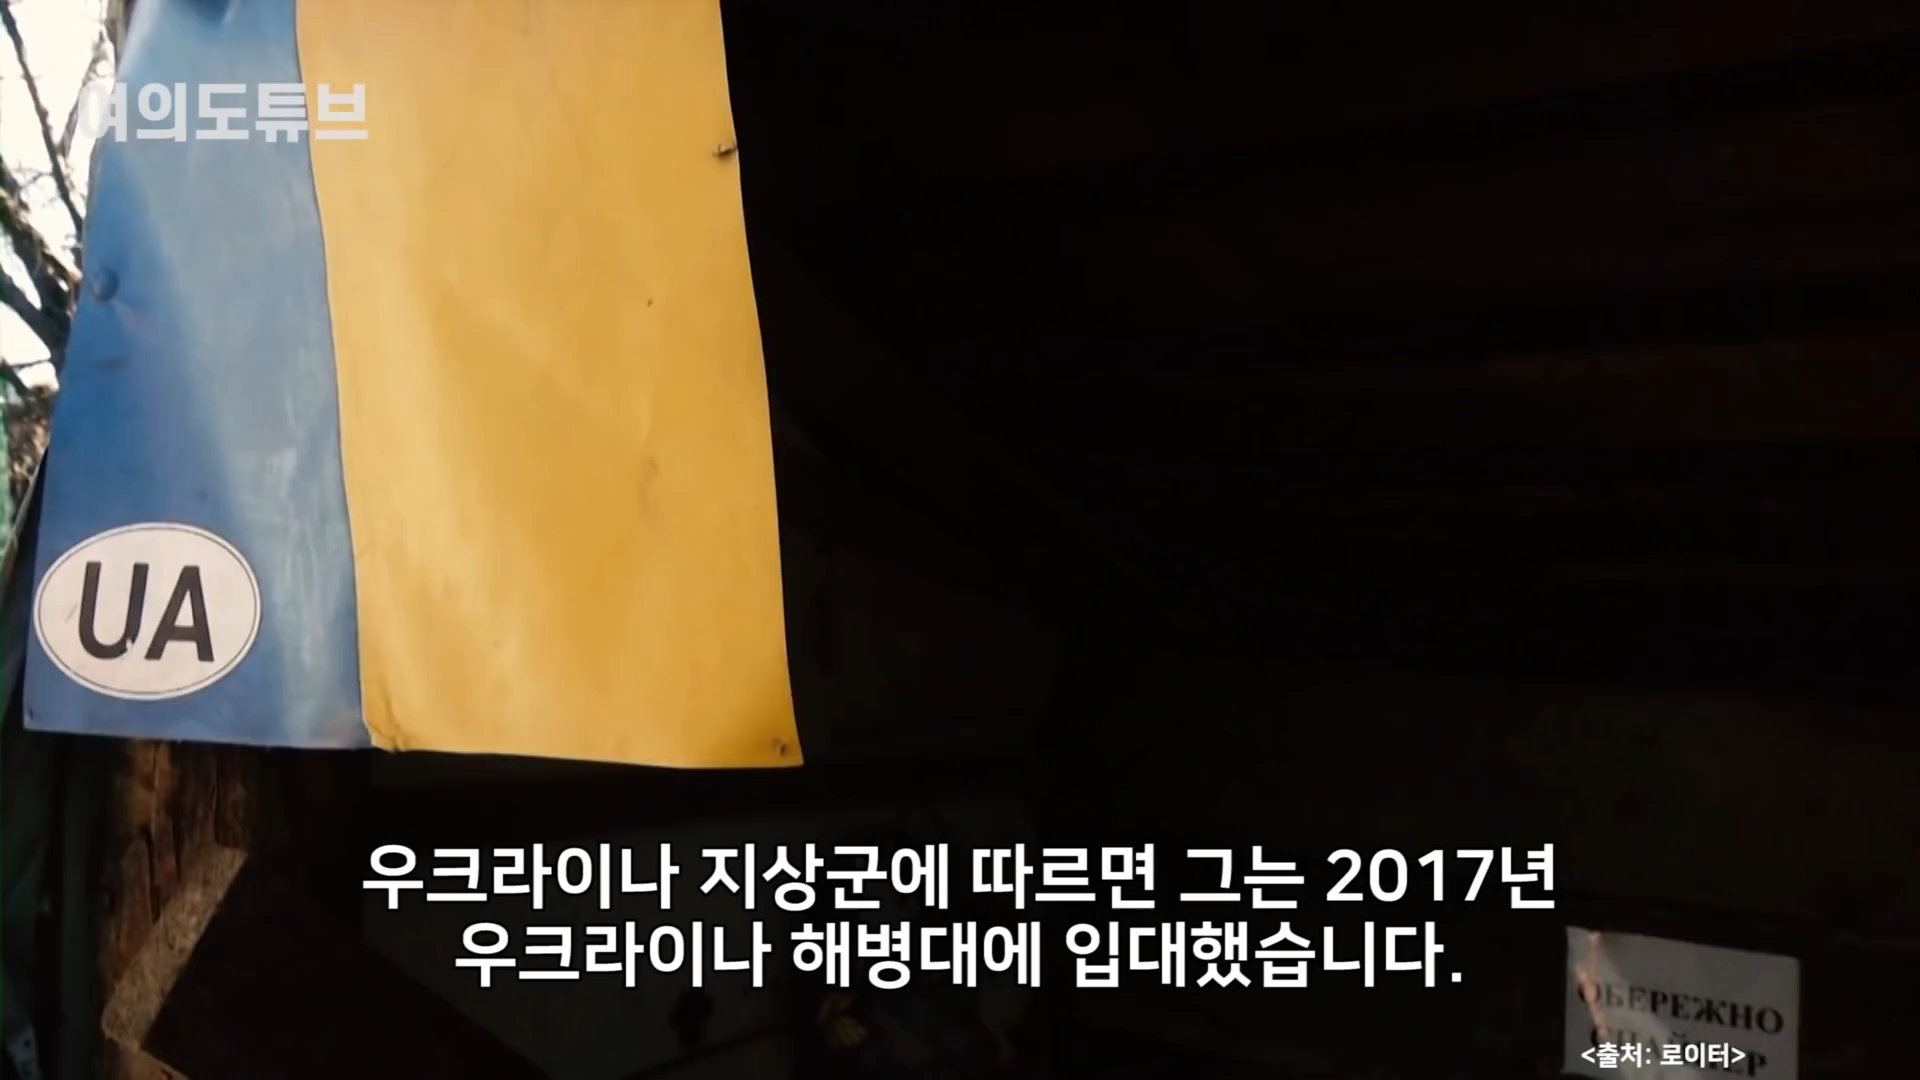 여의도튜브
UA
우크라이나 지상군에 따르면 그는 2017년
우크라이나 해병대에 입대했습니다.
ОБЕРЕЖНО
<출처: 로이터>